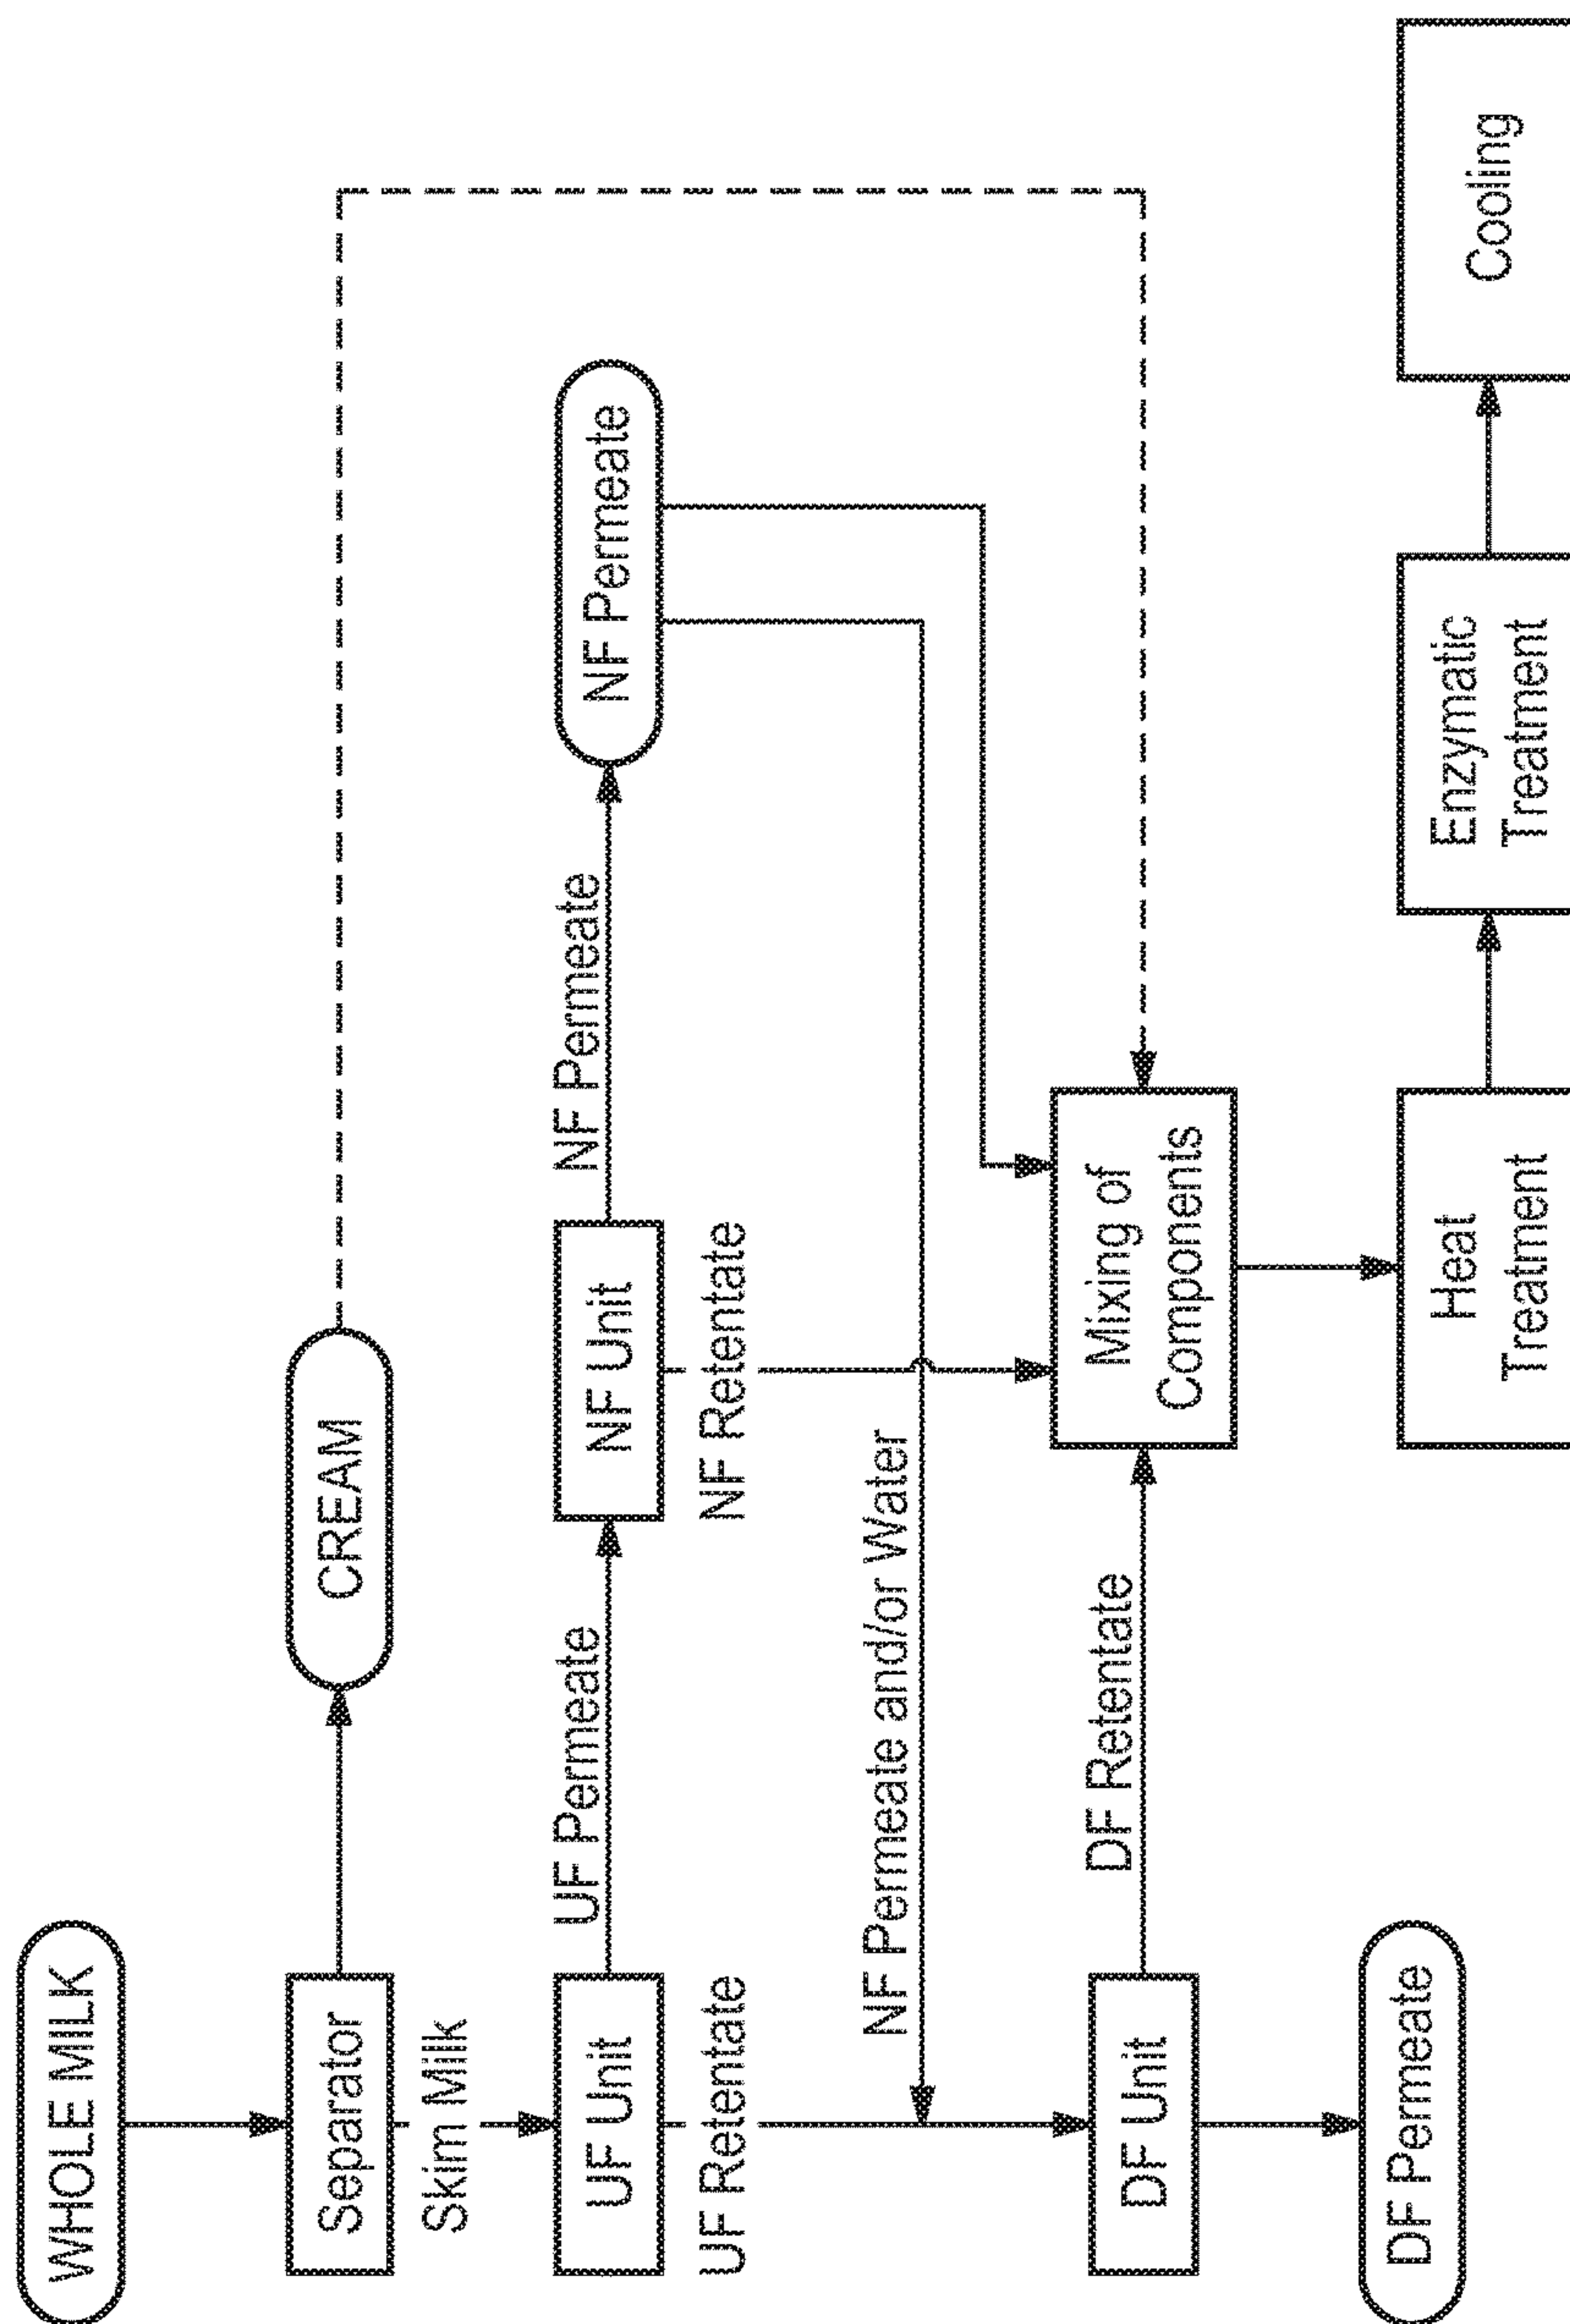 WHOLE MILK
Separator
CREAM
Skim Milk
UF Unit
UF Permeate
NF Unit
NF Permeate
NF Permeate
UF Retentate
NF Retentate
NF Permeate and/or Water
DF Unit
DF Retentate
Mixing of
Components
DF Permeate
Heat
Treatment
Enzymatic
Treatment
Cooling